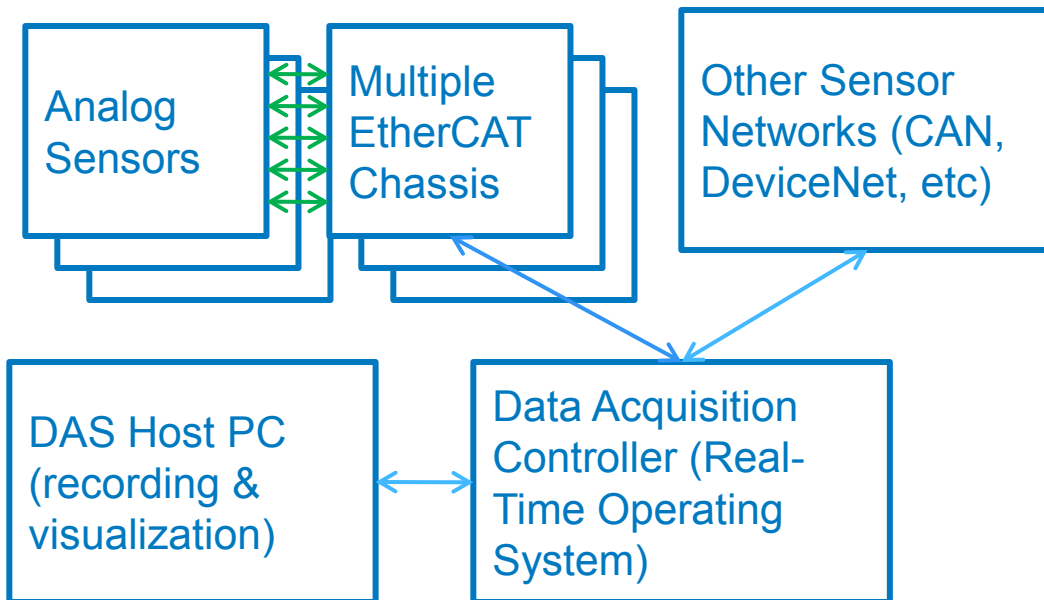 Analog
Sensors
Multiple
EtherCAT
Chassis
Other Sensor
Networks (CAN,
DeviceNet, etc)
DAS Host PC
(recording &
visualization)
Data Acquisition
Controller (Real-
Time Operating
System)